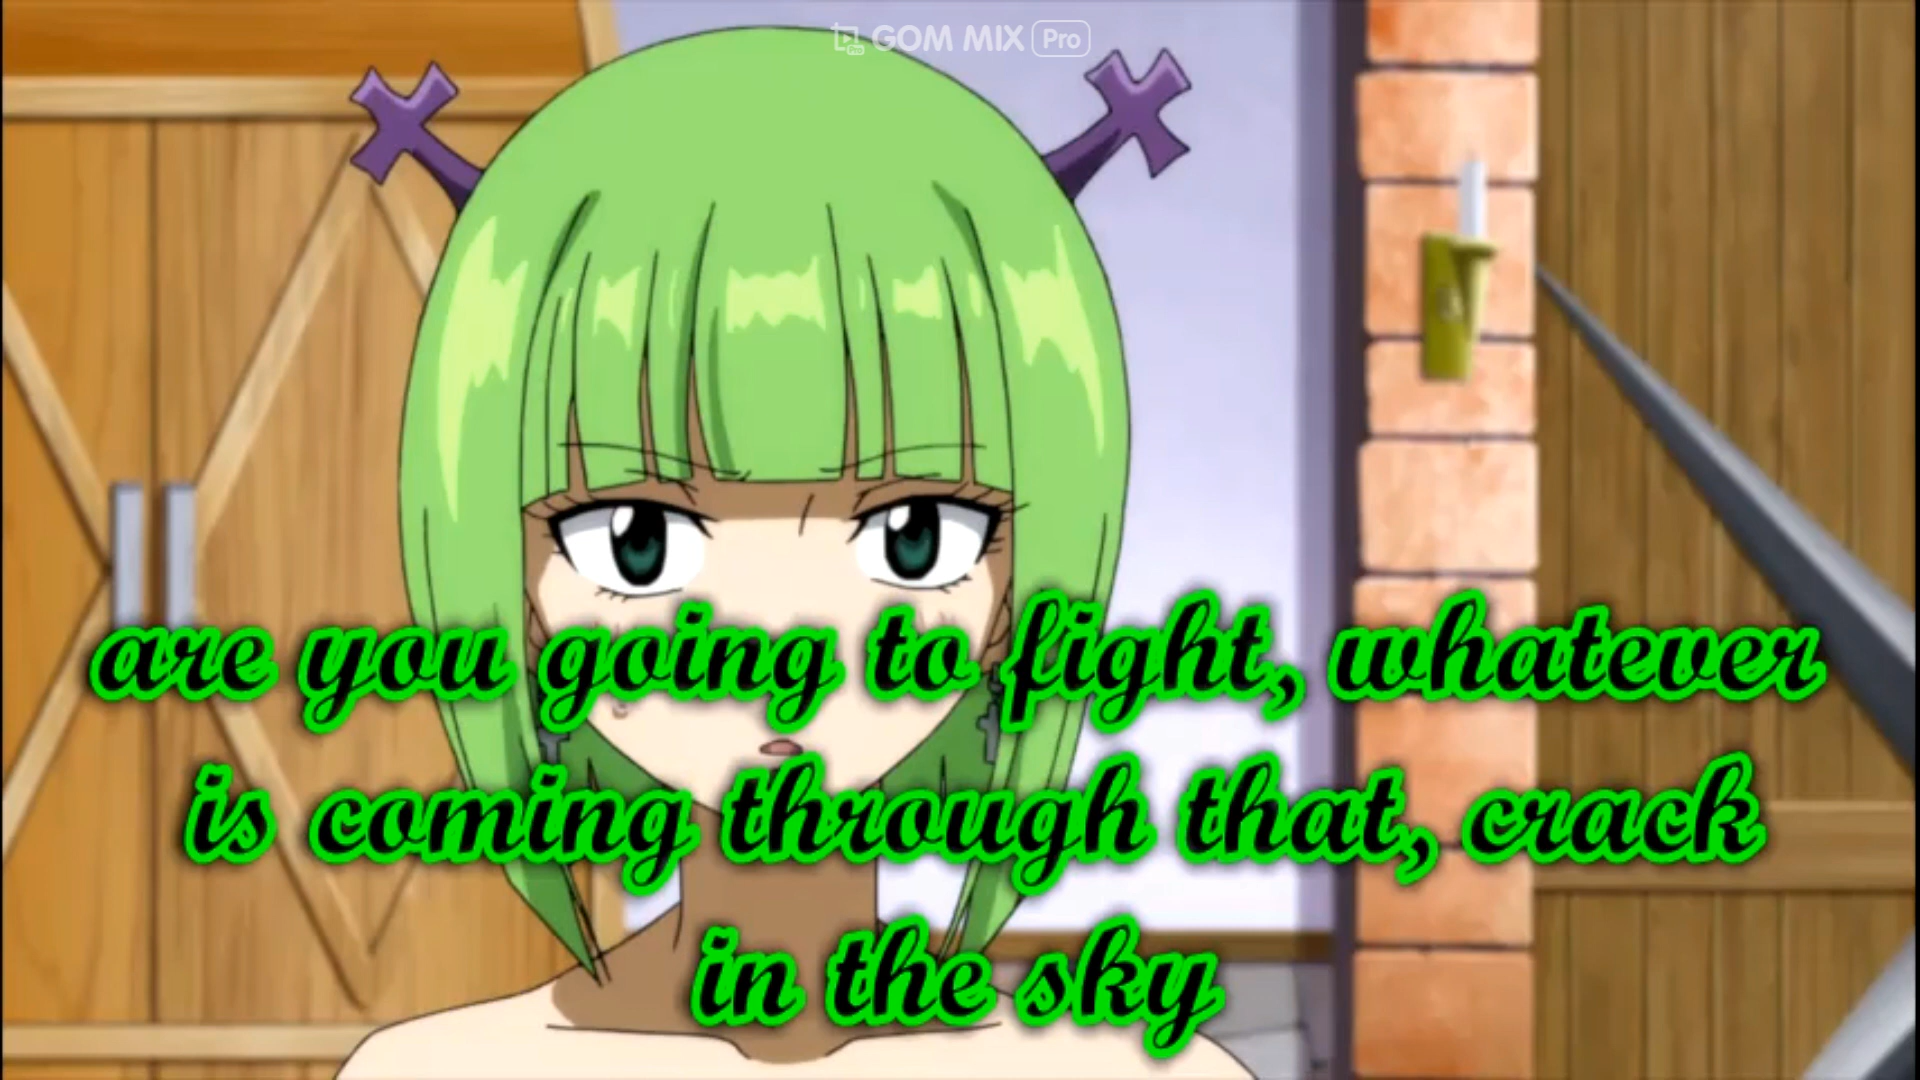 GOM MIX Pro
are you going to fight, whatever
is coming through that, crack
in the sky